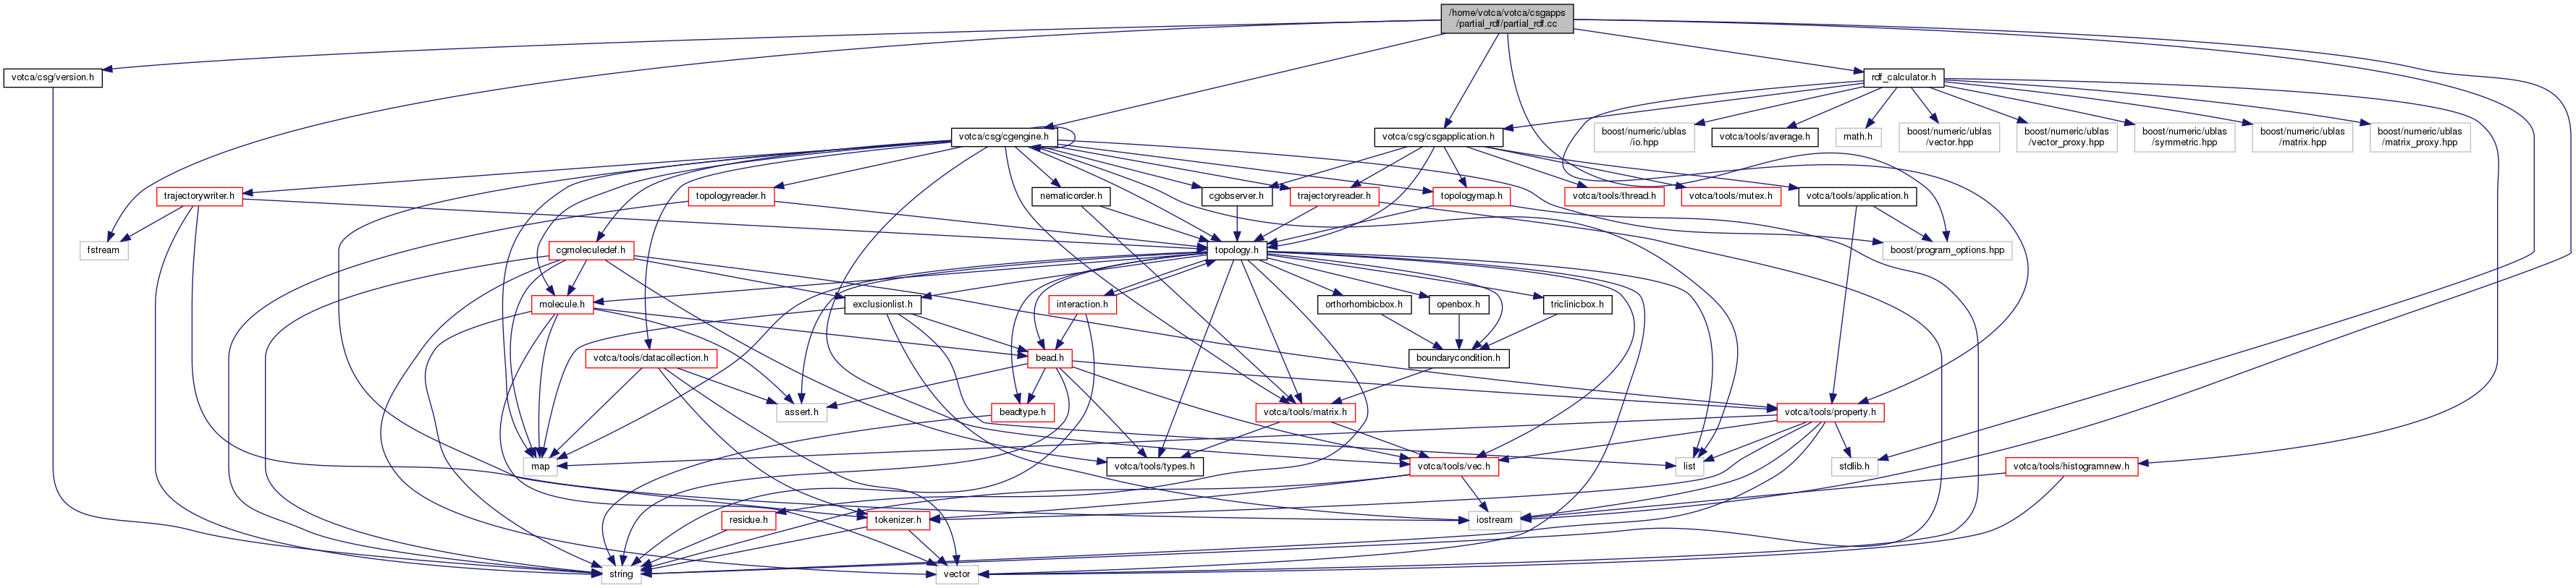 /home/votca/votca/csgapps
/partial_rdf/partial_rdf.cc
votca/csg/version.h
rdf_calculator.h
votca/csg/cgengine.h
votca/csg/csgapplication.h
boost/numeric/ublas
/io.hpp
votca/tools/average.h
math.h
boost/numeric/ublas
/vector.hpp
boost/numeric/ublas
/vector_proxy.hpp
boost/numeric/ublas
/symmetric.hpp
boost/numeric/ublas
/matrix.hpp
boost/numeric/ublas
/matrix_proxy.hpp
trajectorywriter.h
topologyreader.h
nematicorder.h
cgobserver.h
trajectoryreader.h
topologymap.h
votca/tools/thread.h
votca/tools/mutex.h
votca/tools/application.h
fstream
cgmoleculedef.h
topology.h
boost/program_options.hpp
molecule.h
exclusionlist.h
interaction.h
orthorhombicbox.h
openbox.h
triclinicbox.h
votca/tools/datacollection.h
bead.h
boundarycondition.h
assert.h
beadtype.h
votca/tools/matrix.h
votca/tools/property.h
map
votca/tools/types.h
votca/tools/vec.h
list
stdlib.h
votca/tools/histogramnew.h
residue.h
tokenizer.h
iostream
string
vector